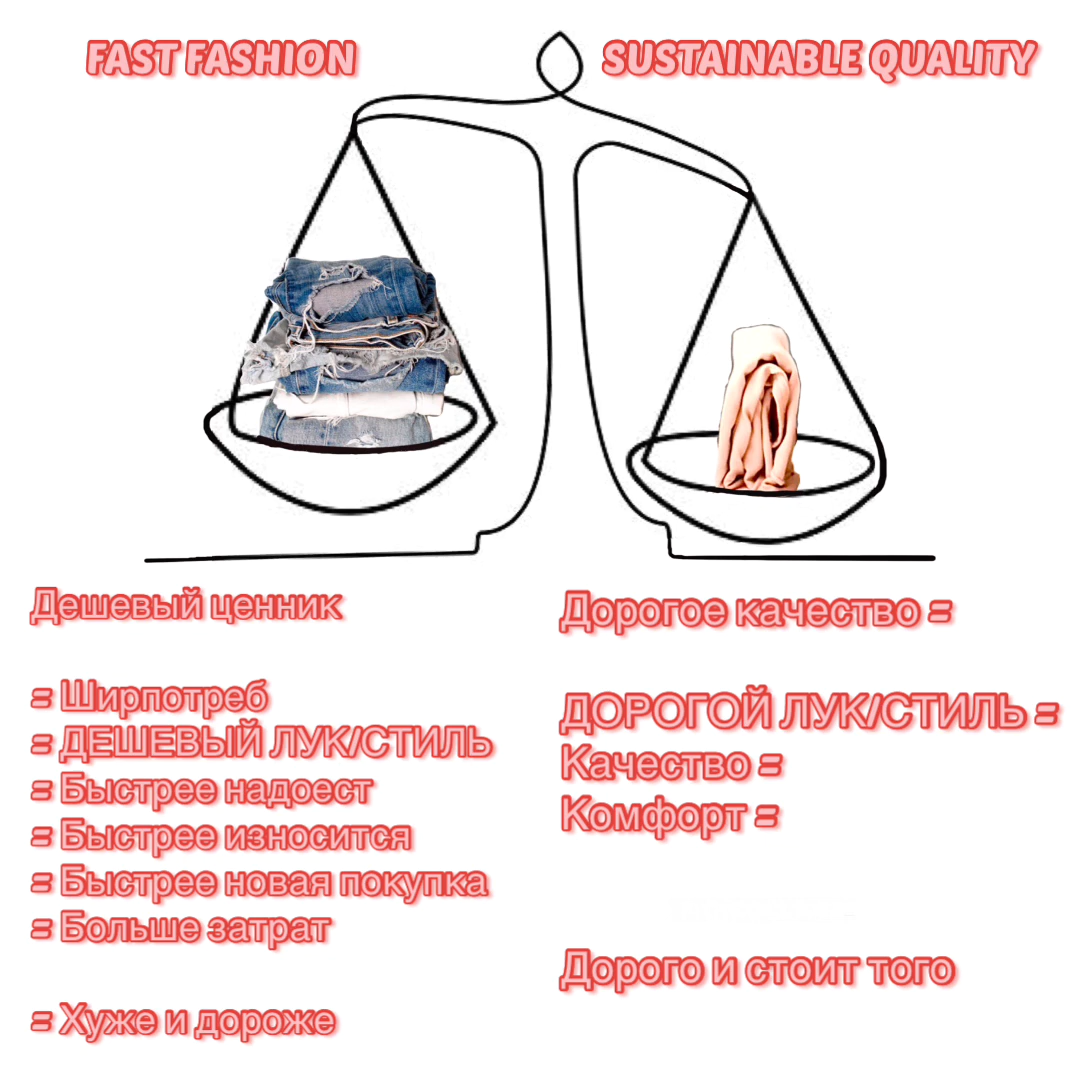 FAST FASHION
SUSTAINABLE QUALITY
Дешевый ценник
= Ширпотреб
= ДЕШЕВЫЙ ЛУК/СТИЛЬ
= Быстрее надоест
= Быстрее износится
= Быстрее новая покупка
= Больше затрат
= Хуже и дороже
Дорогое качество =
ДОРОГОЙ ЛУК/СТИЛЬ =
Качество =
Комфорт =
Дорого и стоит того